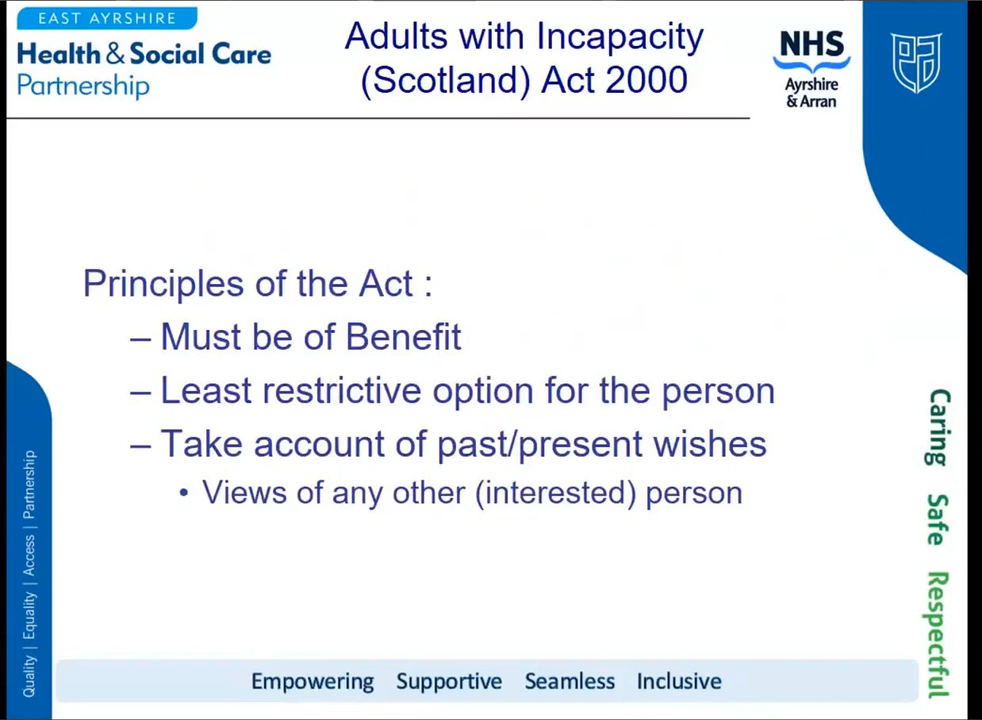 EAST AYRSHIRE
Health & Social Care
Partnership
Adults with Incapacity
(Scotland) Act 2000
NHS
Ayrshire
& Arran
Principles of the Act :
– Must be of Benefit
– Least restrictive option for the person
– Take account of past/present wishes
• Views of any other (interested) person
Quality | Equality | Access | Partnership
Caring Safe Respectful
Empowering Supportive Seamless Inclusive